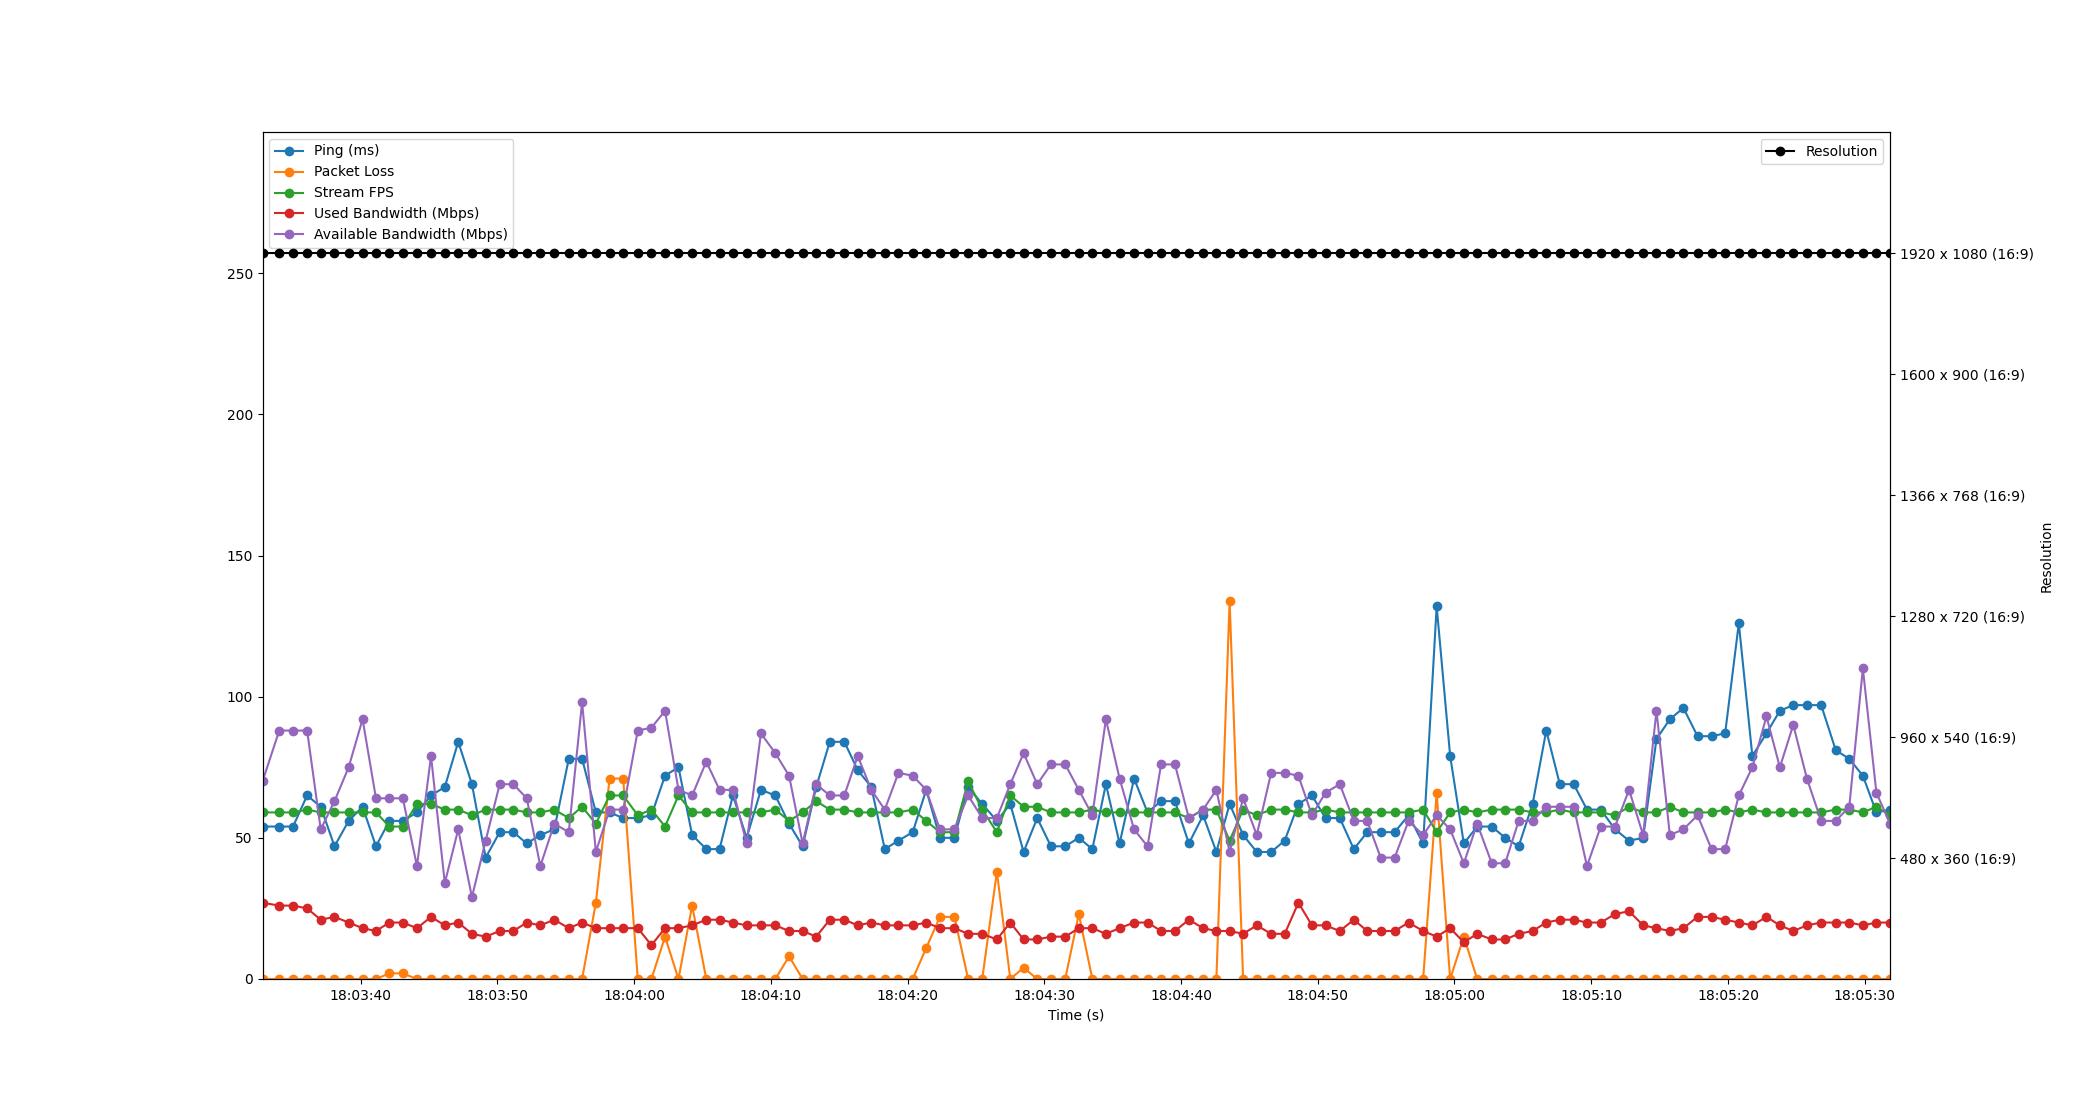 Ping (ms)
Packet Loss
Stream FPS
Used Bandwidth (Mbps)
Available Bandwidth (Mbps)
Resolution
250
200
150
100
50
0
1920 x 1080 (16:9)
1600 x 900 (16:9)
1366 x 768 (16:9)
1280 x 720 (16:9)
960 x 540 (16:9)
480 x 360 (16:9)
Resolution
18:03:40 18:03:50 18:04:00 18:04:10 18:04:20 18:04:30 18:04:40 18:04:50 18:05:00 18:05:10 18:05:20 18:05:30
Time (s)